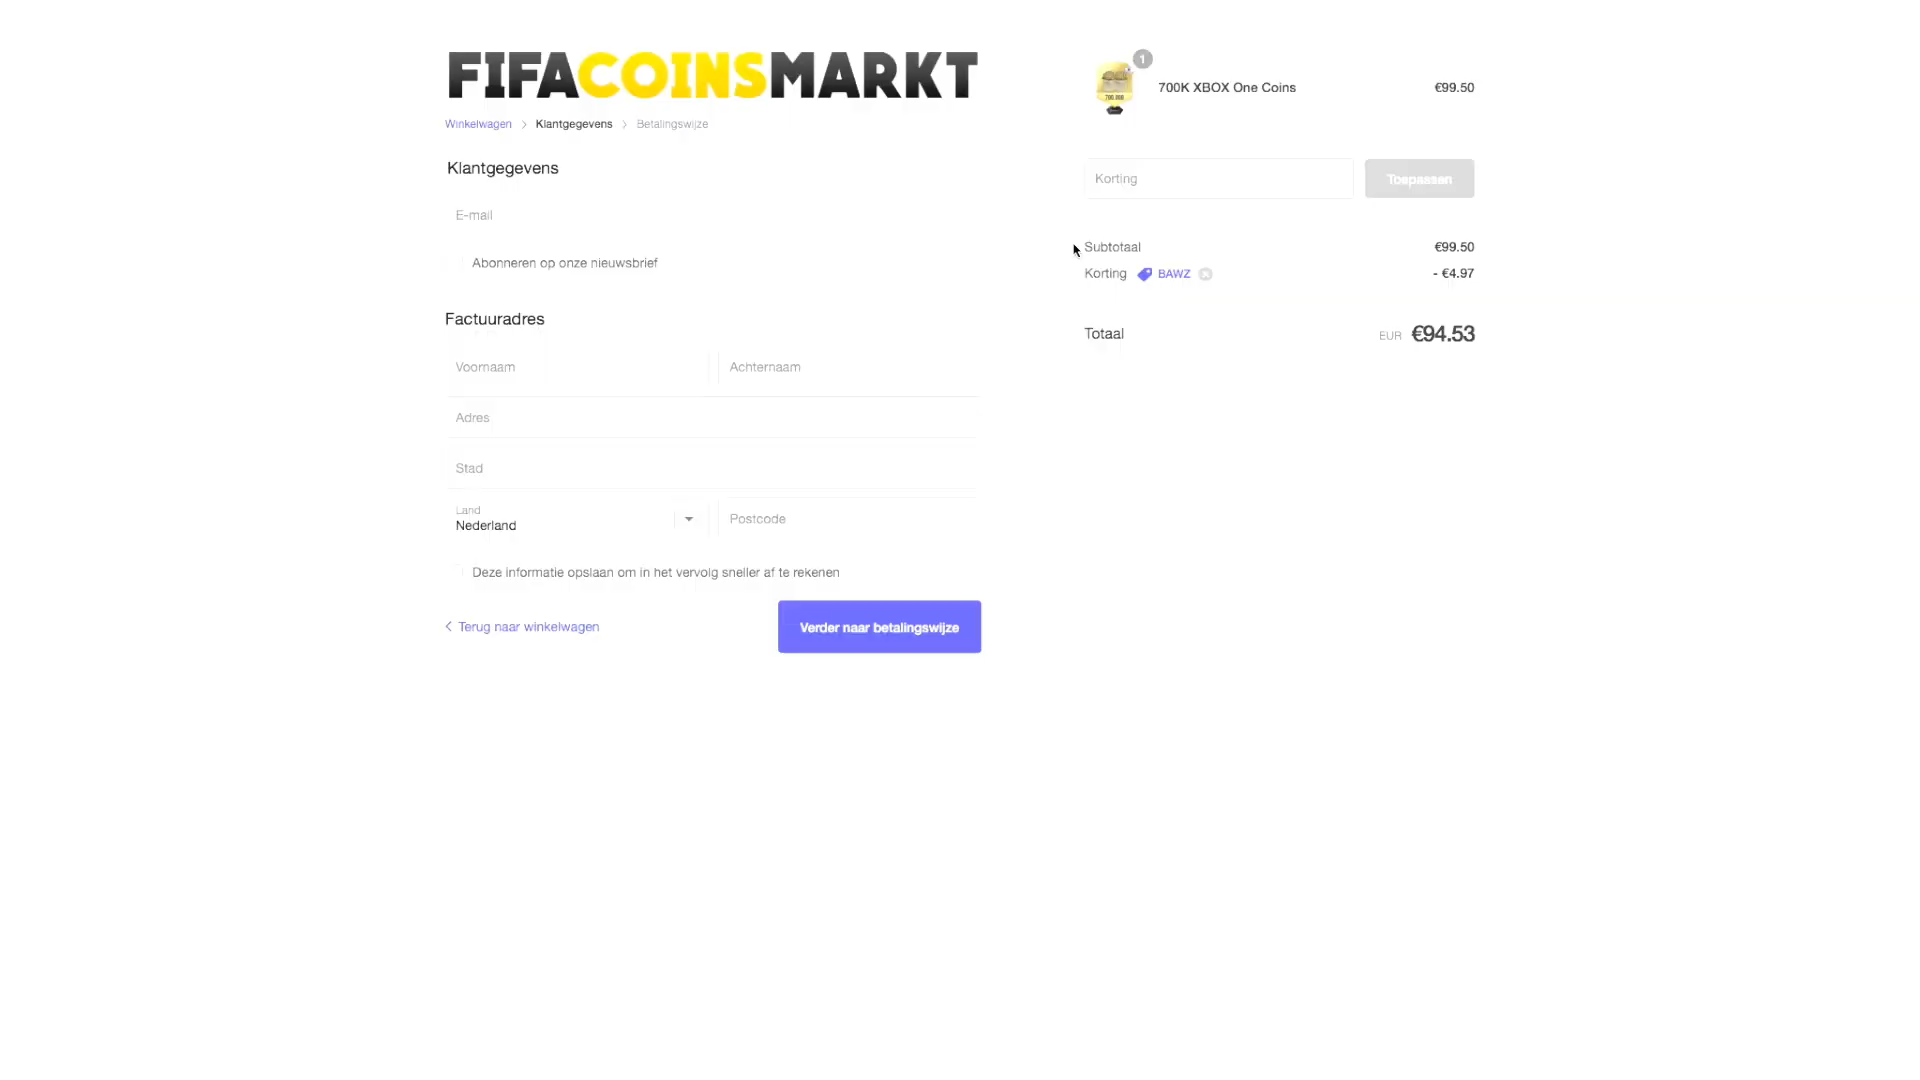 FIFACOINSMARKT
Winkelwagen > Klantgegevens > Betalingswijze
Klantgegevens
E-mail
Abonneren op onze nieuwsbrief
Factuuradres
Voornaam
Achternaam
Adres
Stad
Land
Nederland
Postcode
Deze informatie opslaan om in het vervolg sneller af te rekenen
< Terug naar winkelwagen
Verder naar betalingswijze
1
700K XBOX One Coins €99.50
Korting
Toepassen
Subtotaal €99.50
Korting BAWZ - €4.97
Totaal EUR €94.53